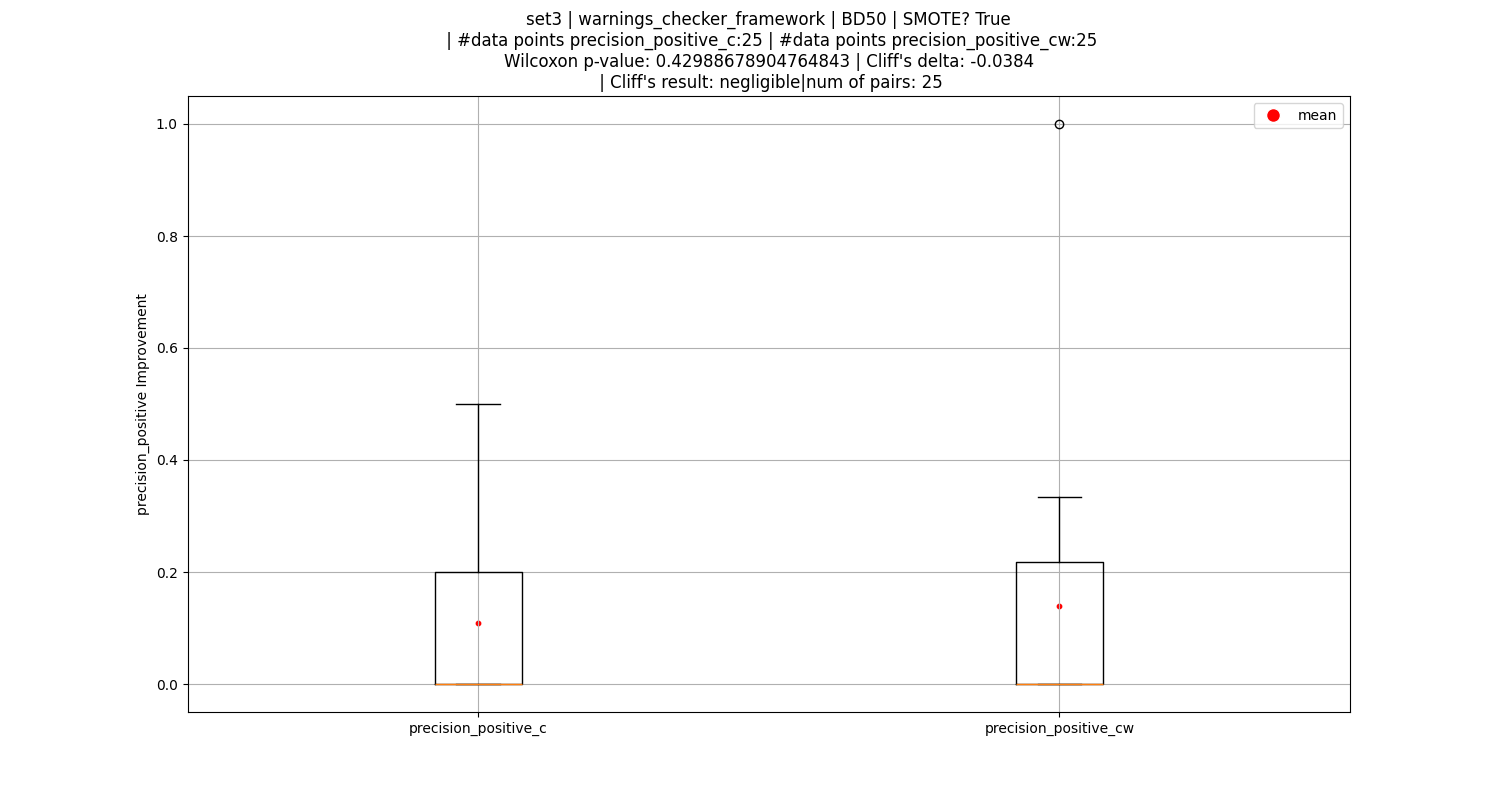 set3 | warnings_checker_framework | BD50 | SMOTE? True
| #data points precision_positive_c:25 | #data points precision_positive_cw:25
Wilcoxon p-value: 0.42988678904764843 | Cliff's delta: -0.0384
| Cliff's result: negligible|num of pairs: 25
mean
1.0
0.8
0.6
0.4
0.2
0.0
precision_positive Improvement
precision_positive_c
precision_positive_cw